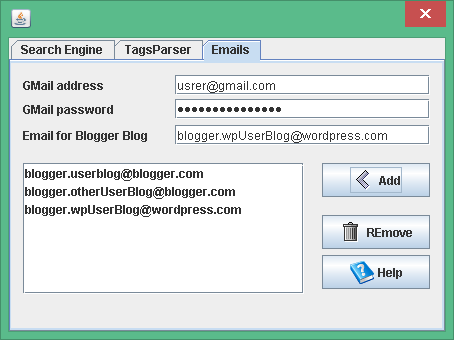 Search Engine TagsParser Emails
GMail address usrer@gmail.com
GMail password ●●●●●●●●●●●●●●●
Email for Blogger Blog blogger.wpUserBlog@wordpress.com
blogger.userblog@blogger.com
blogger.otherUserBlog@blogger.com
blogger.wpUserBlog@wordpress.com
Add
REmove
Help